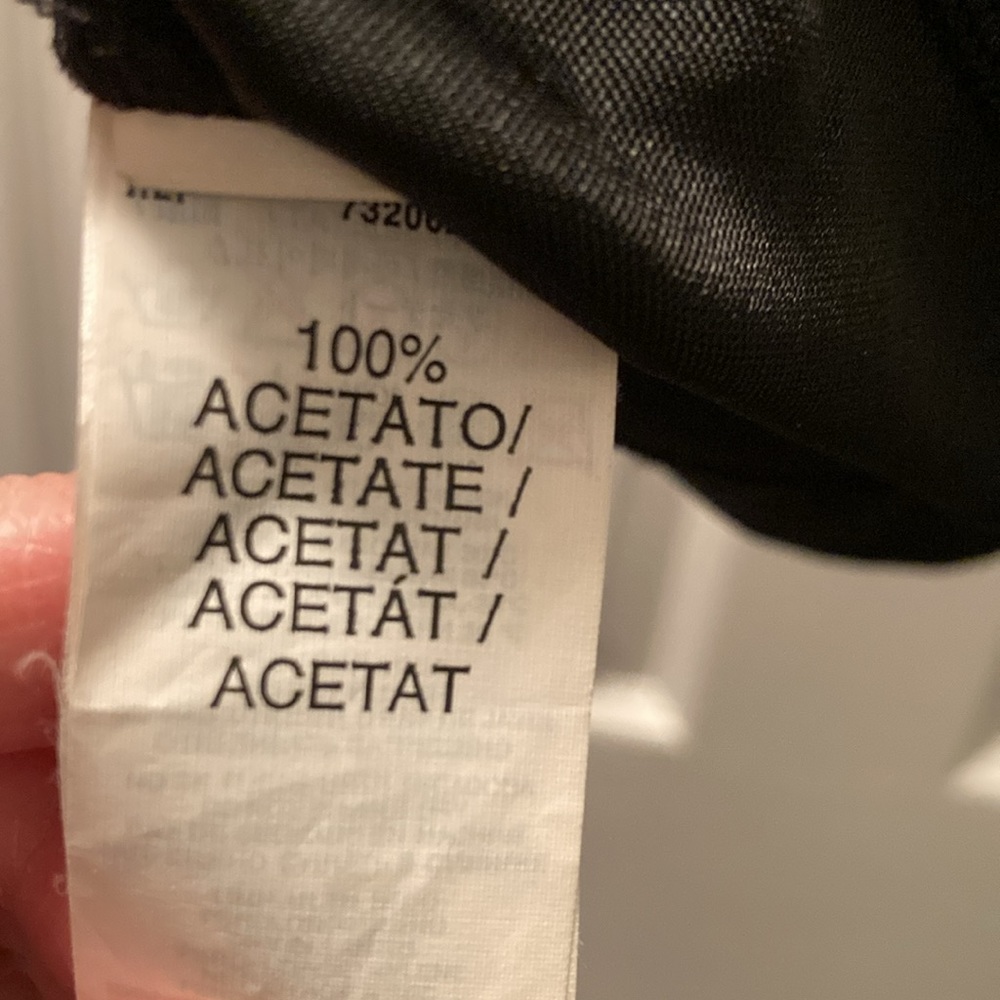 100%
ACETATO/
ACETATE /
ACETAT /
ACETÁT /
ACETAT